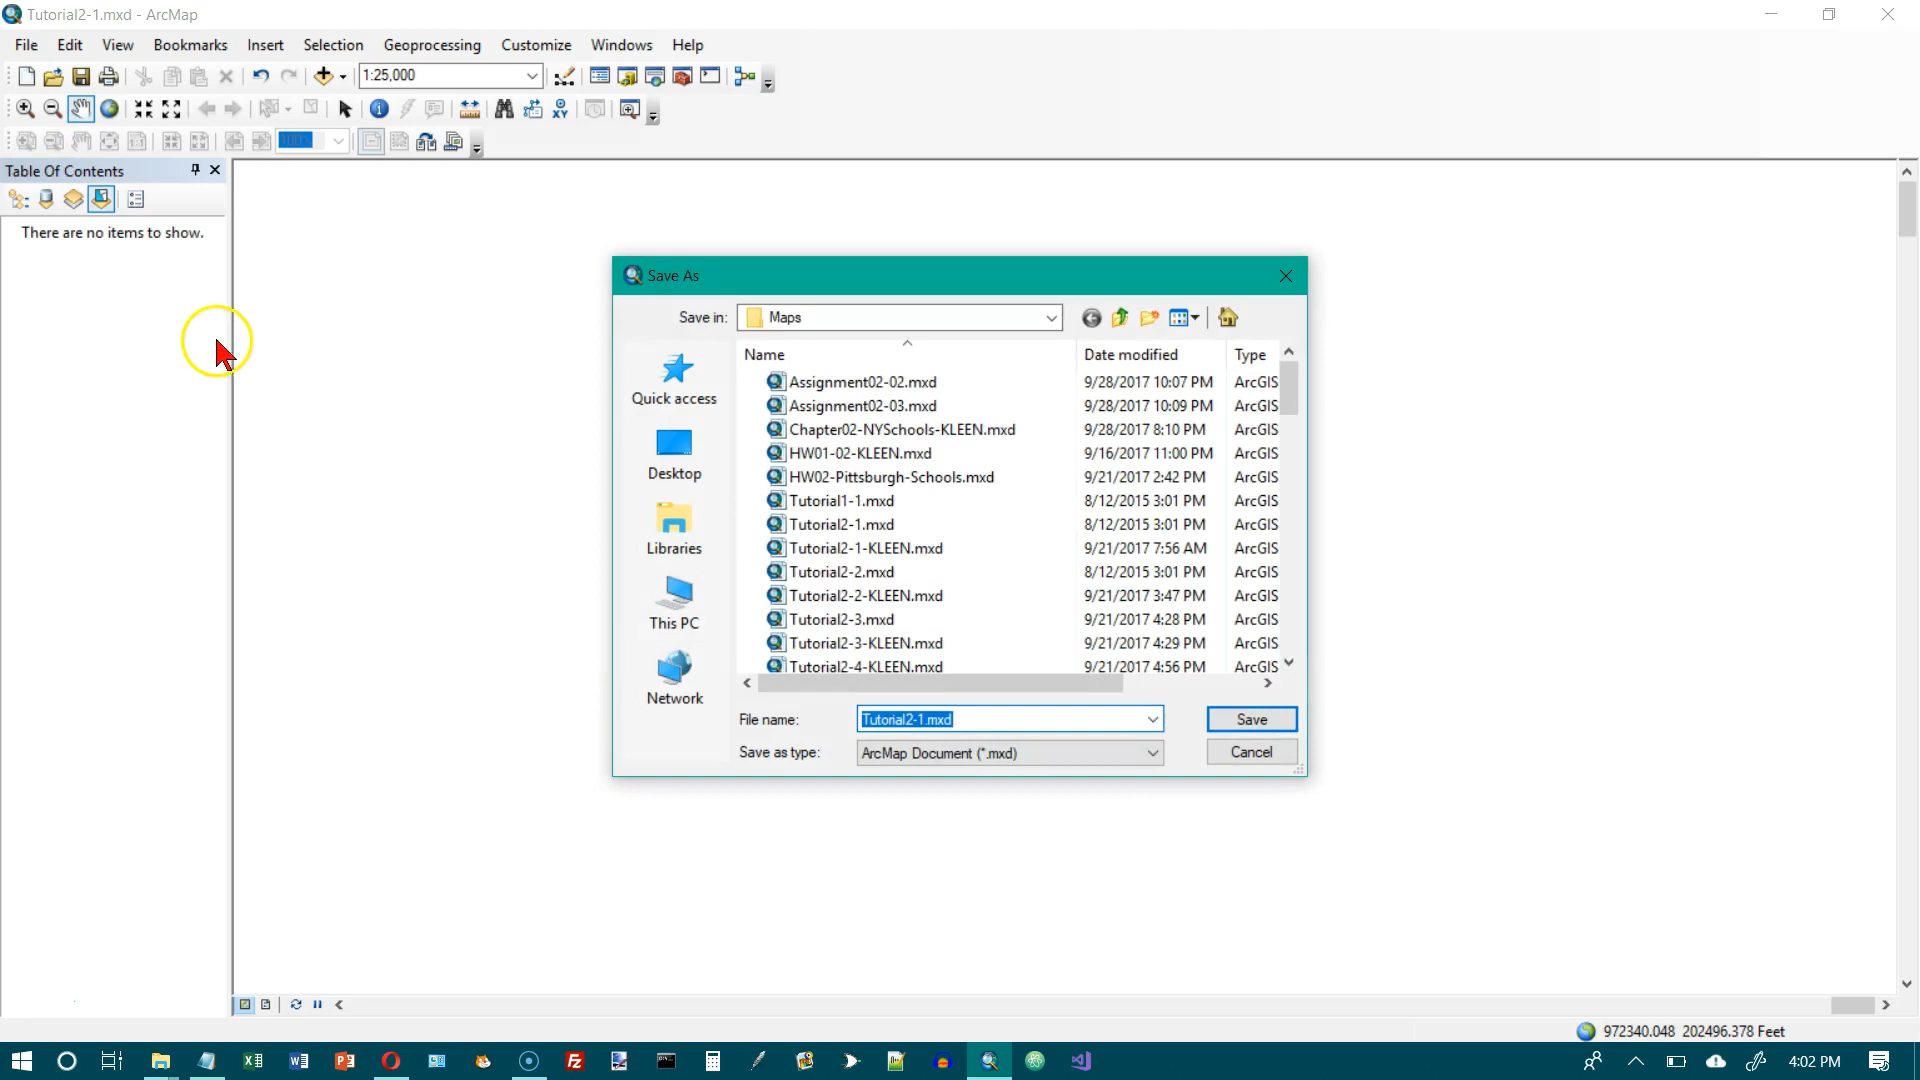 Tutorial2-1.mxd - ArcMap
File Edit View Bookmarks Insert Selection Geoprocessing Customize Windows Help
1:25,000
Table Of Contents
There are no items to show.
Save As
Save in: Maps
Name Date modified Type
Assignment02-02.mxd 9/28/2017 10:07 PM ArcGIS
Assignment02-03.mxd 9/28/2017 10:09 PM ArcGIS
Chapter02-NYSchools-KLEEN.mxd 9/28/2017 8:10 PM ArcGIS
HW01-02-KLEEN.mxd 9/16/2017 11:00 PM ArcGIS
HW02-Pittsburgh-Schools.mxd 9/21/2017 2:42 PM ArcGIS
Tutorial1-1.mxd 8/12/2015 3:01 PM ArcGIS
Tutorial2-1.mxd 8/12/2015 3:01 PM ArcGIS
Tutorial2-1-KLEEN.mxd 9/21/2017 7:56 AM ArcGIS
Tutorial2-2.mxd 8/12/2015 3:01 PM ArcGIS
Tutorial2-2-KLEEN.mxd 9/21/2017 3:47 PM ArcGIS
Tutorial2-3.mxd 9/21/2017 4:28 PM ArcGIS
Tutorial2-3-KLEEN.mxd 9/21/2017 4:29 PM ArcGIS
Tutorial2-4-KLEEN.mxd 9/21/2017 4:56 PM ArcGIS
Quick access
Desktop
Libraries
This PC
Network
File name: Tutorial2-1.mxd Save
Save as type: ArcMap Document (*.mxd) Cancel
972340.048 202496.378 Feet
4:02 PM